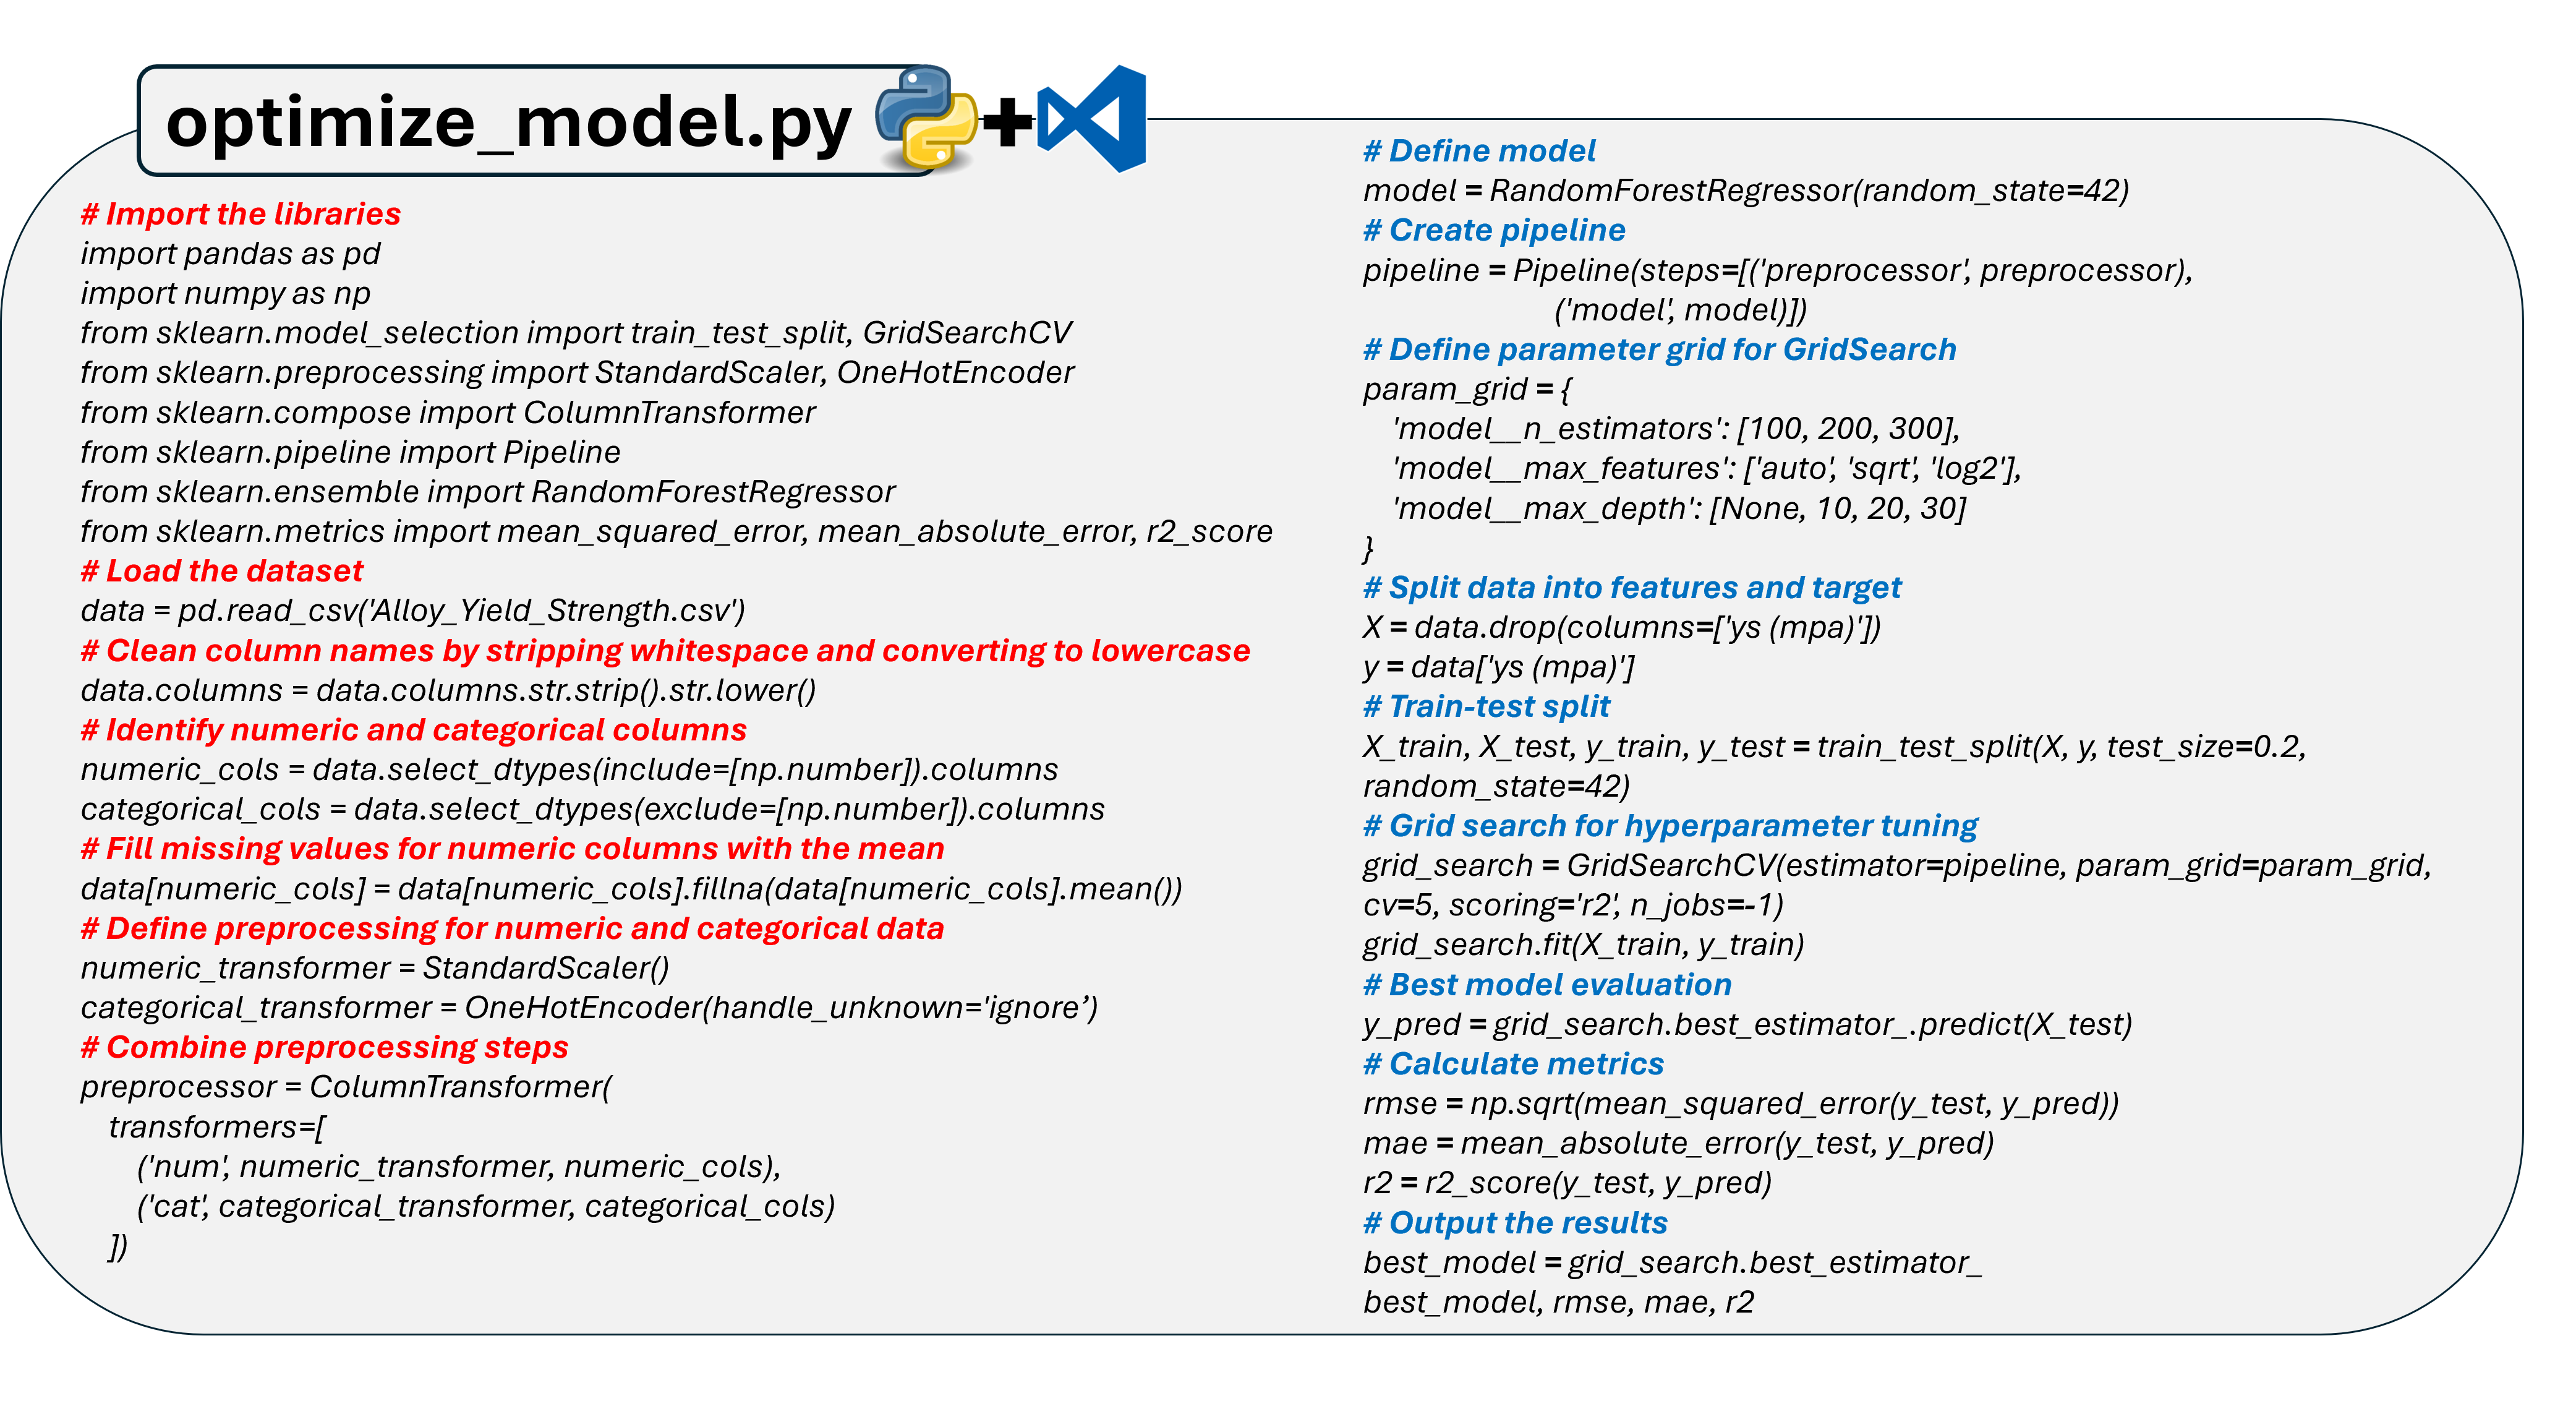 optimize_model.py
# Import the libraries
import pandas as pd
import numpy as np
from sklearn.model_selection import train_test_split, GridSearchCV
from sklearn.preprocessing import StandardScaler, OneHotEncoder
from sklearn.compose import ColumnTransformer
from sklearn.pipeline import Pipeline
from sklearn.ensemble import RandomForestRegressor
from sklearn.metrics import mean_squared_error, mean_absolute_error, r2_score
# Load the dataset
data = pd.read_csv('Alloy_Yield_Strength.csv')
# Clean column names by stripping whitespace and converting to lowercase
data.columns = data.columns.str.strip().str.lower()
# Identify numeric and categorical columns
numeric_cols = data.select_dtypes(include=[np.number]).columns
categorical_cols = data.select_dtypes(exclude=[np.number]).columns
# Fill missing values for numeric columns with the mean
data[numeric_cols] = data[numeric_cols].fillna(data[numeric_cols].mean())
# Define preprocessing for numeric and categorical data
numeric_transformer = StandardScaler()
categorical_transformer = OneHotEncoder(handle_unknown='ignore’)
# Combine preprocessing steps
preprocessor = ColumnTransformer(
    transformers=[
        ('num', numeric_transformer, numeric_cols),
        ('cat', categorical_transformer, categorical_cols)
    ])
# Define model
model = RandomForestRegressor(random_state=42)
# Create pipeline
pipeline = Pipeline(steps=[('preprocessor', preprocessor),
                           ('model', model)])
# Define parameter grid for GridSearch
param_grid = {
    'model__n_estimators': [100, 200, 300],
    'model__max_features': ['auto', 'sqrt', 'log2'],
    'model__max_depth': [None, 10, 20, 30]
}
# Split data into features and target
X = data.drop(columns=['ys (mpa)'])
y = data['ys (mpa)']
# Train-test split
X_train, X_test, y_train, y_test = train_test_split(X, y, test_size=0.2,
random_state=42)
# Grid search for hyperparameter tuning
grid_search = GridSearchCV(estimator=pipeline, param_grid=param_grid,
cv=5, scoring='r2', n_jobs=-1)
grid_search.fit(X_train, y_train)
# Best model evaluation
y_pred = grid_search.best_estimator_.predict(X_test)
# Calculate metrics
rmse = np.sqrt(mean_squared_error(y_test, y_pred))
mae = mean_absolute_error(y_test, y_pred)
r2 = r2_score(y_test, y_pred)
# Output the results
best_model = grid_search.best_estimator_
best_model, rmse, mae, r2